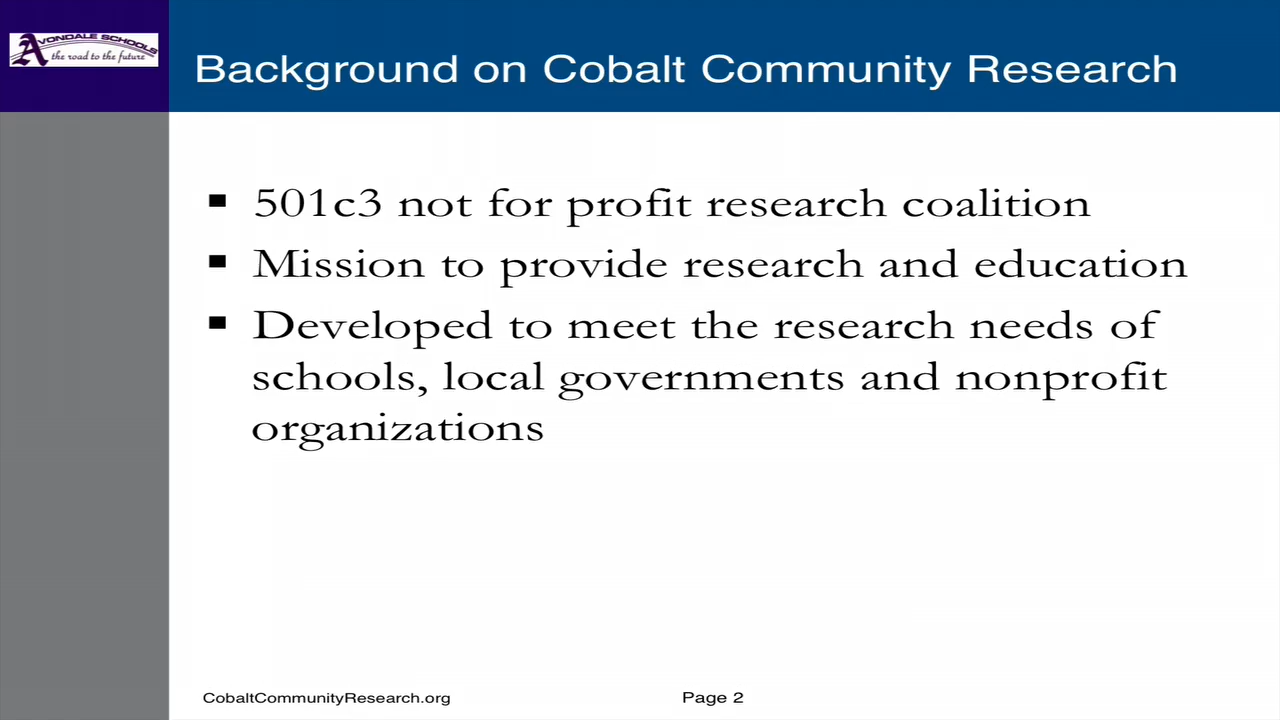 AVONDALE SCHOOLS
the road to the future
Background on Cobalt Community Research
501c3 not for profit research coalition
Mission to provide research and education
Developed to meet the research needs of
schools, local governments and nonprofit
organizations
CobaltCommunityResearch.org
Page 2